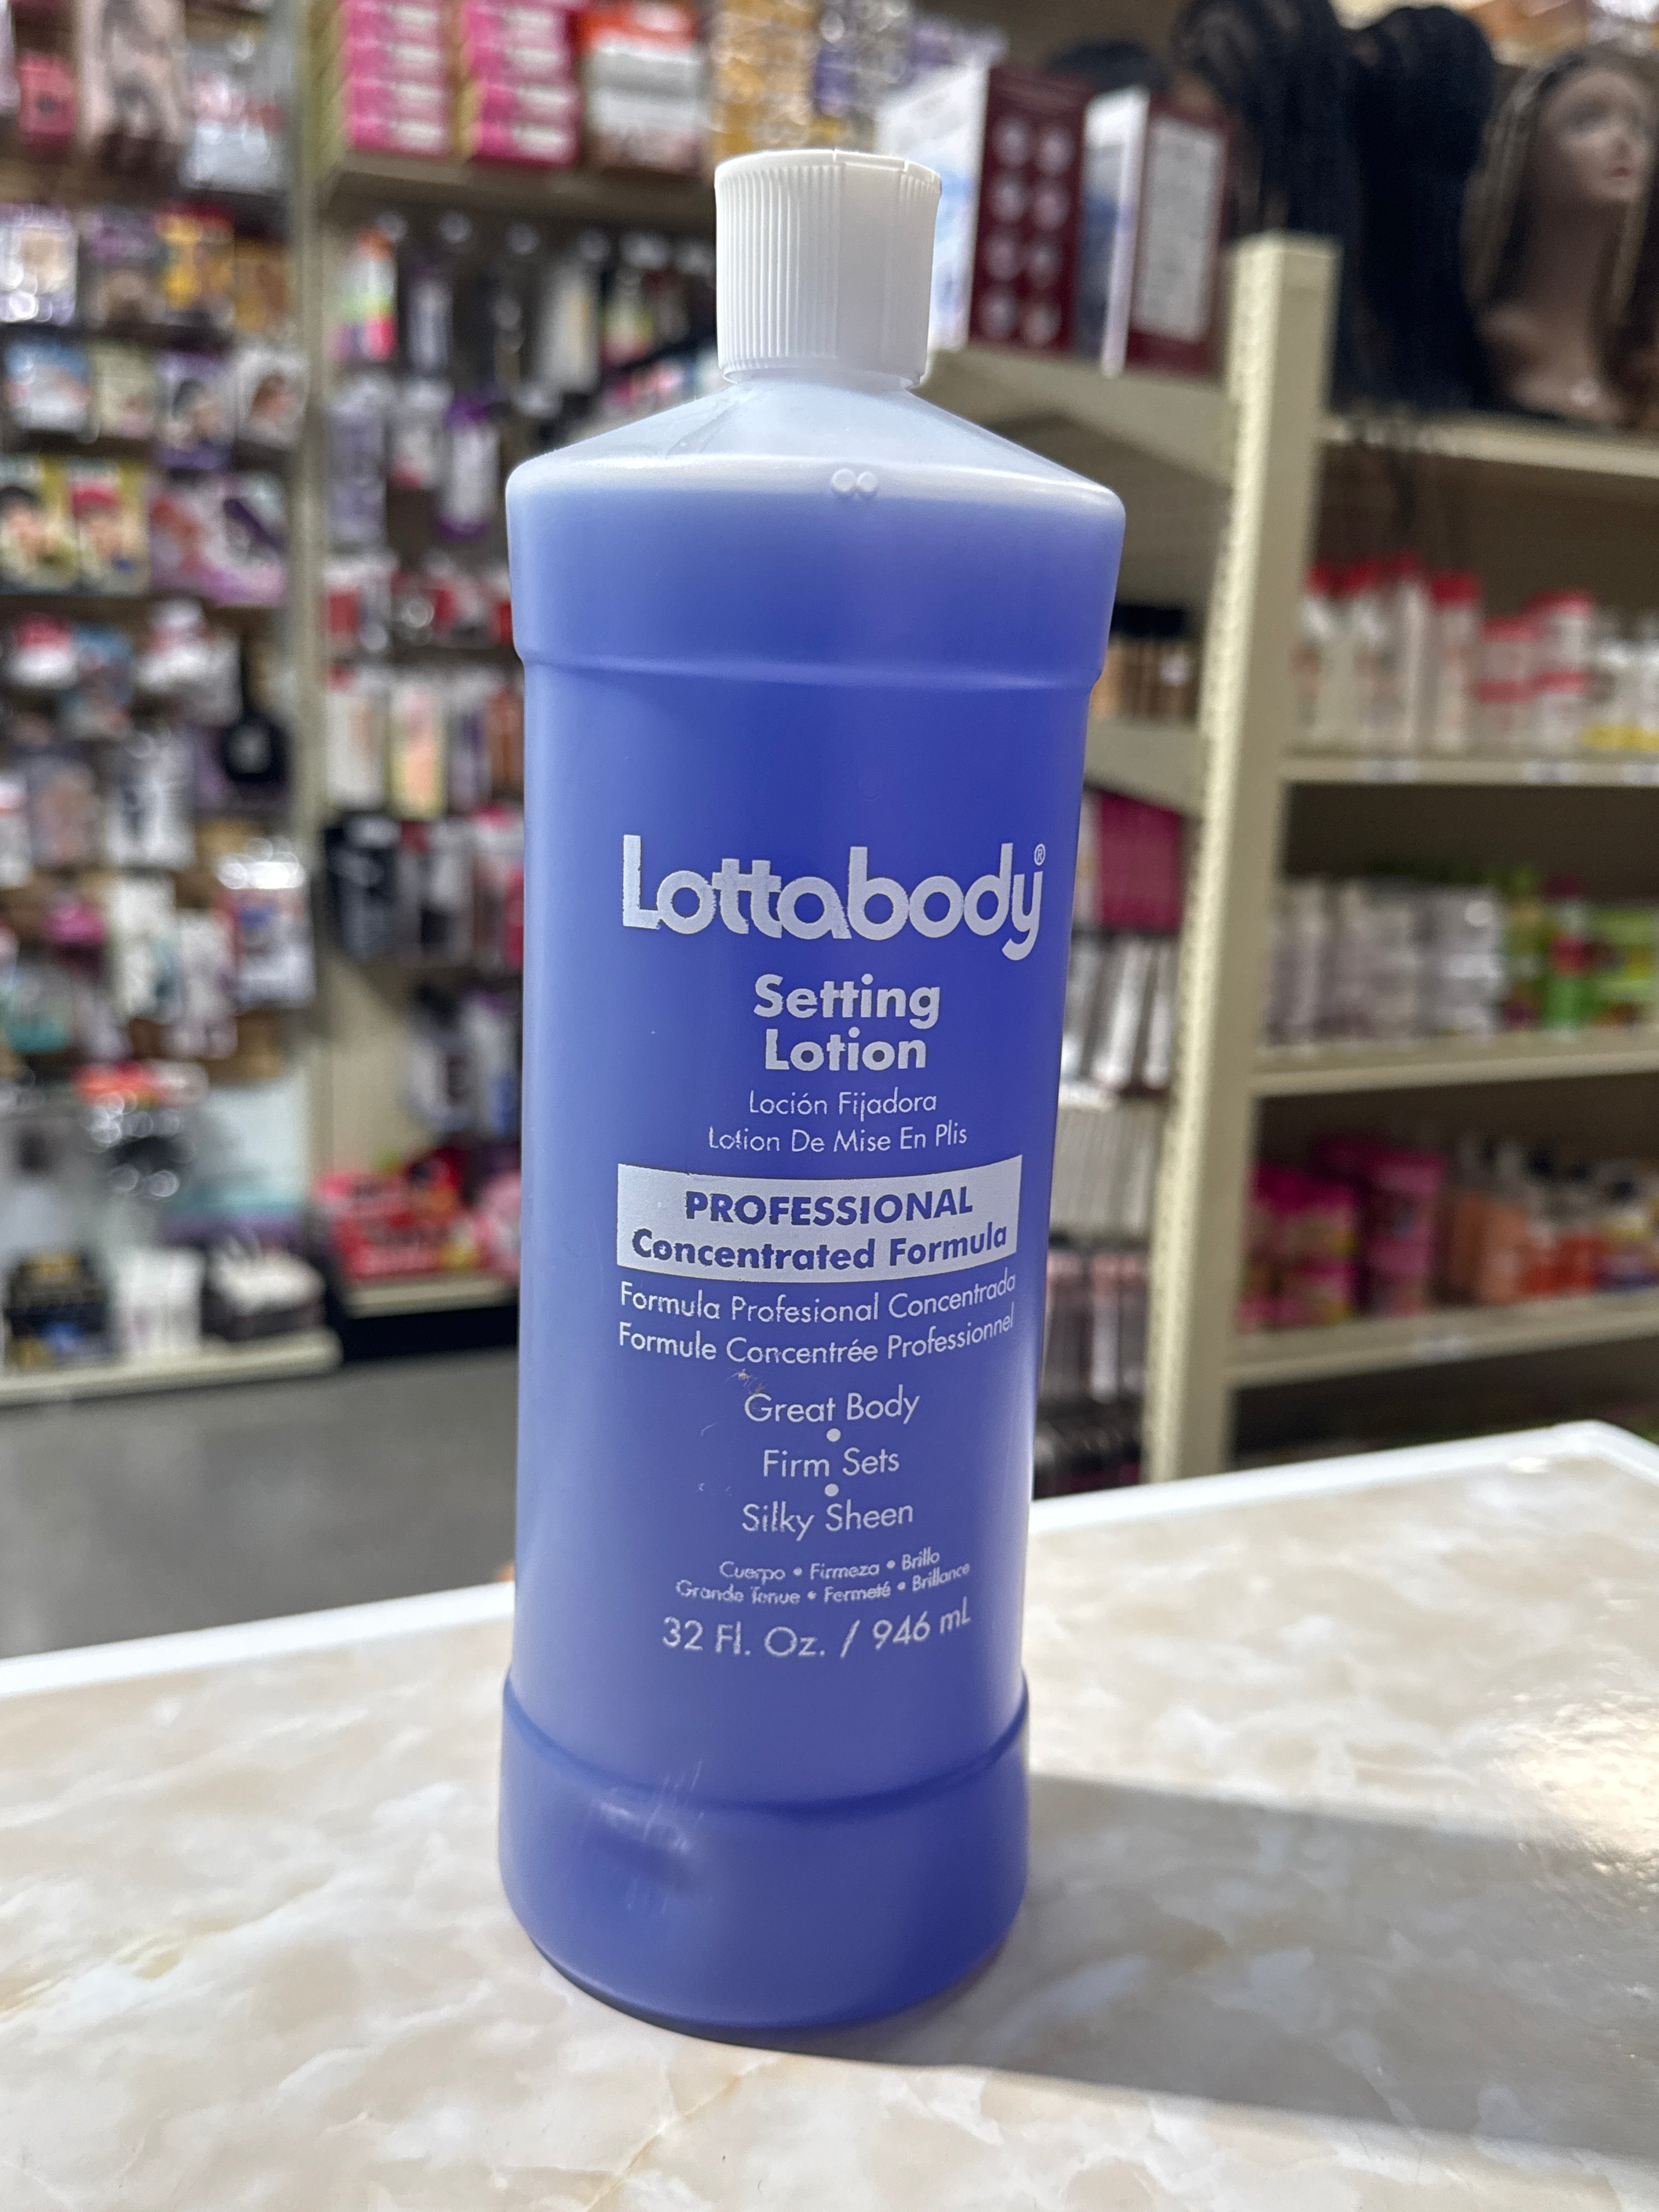 Lottabody®
Setting
Lotion
Loción Fijadora
Lotion De Mise En Plis
PROFESSIONAL
Concentrated Formula
Formula Profesional Concentrada
Formule Concentrée Professionnel
Great Body
•
Firm Sets
•
Silky Sheen
Cuerpo • Firmeza • Brillo
Grande Tenue • Fermeté • Brillance
32 Fl. Oz. / 946 mL